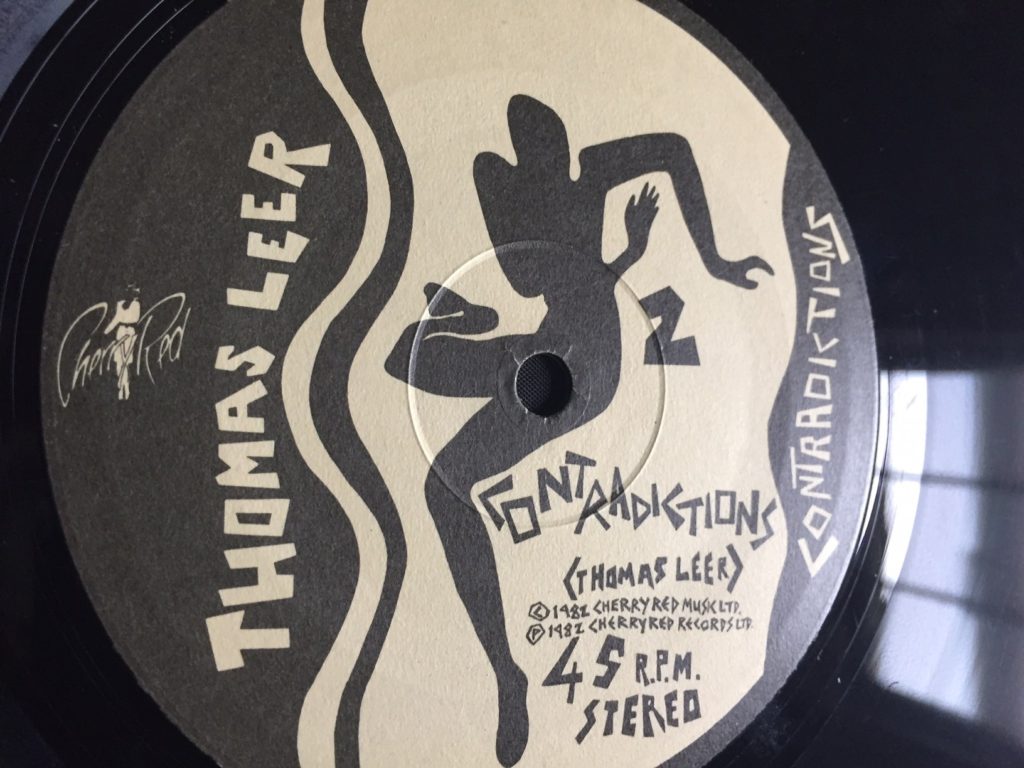 Cherry Red
THOMAS LEER
2
CONTRADICTIONS
(THOMAS LEER)
Ⓒ 1982 CHERRY RED MUSIC LTD.
Ⓟ 1982 CHERRY RED RECORDS LTD.
45 R.P.M.
STEREO
CONTRADICTIONS